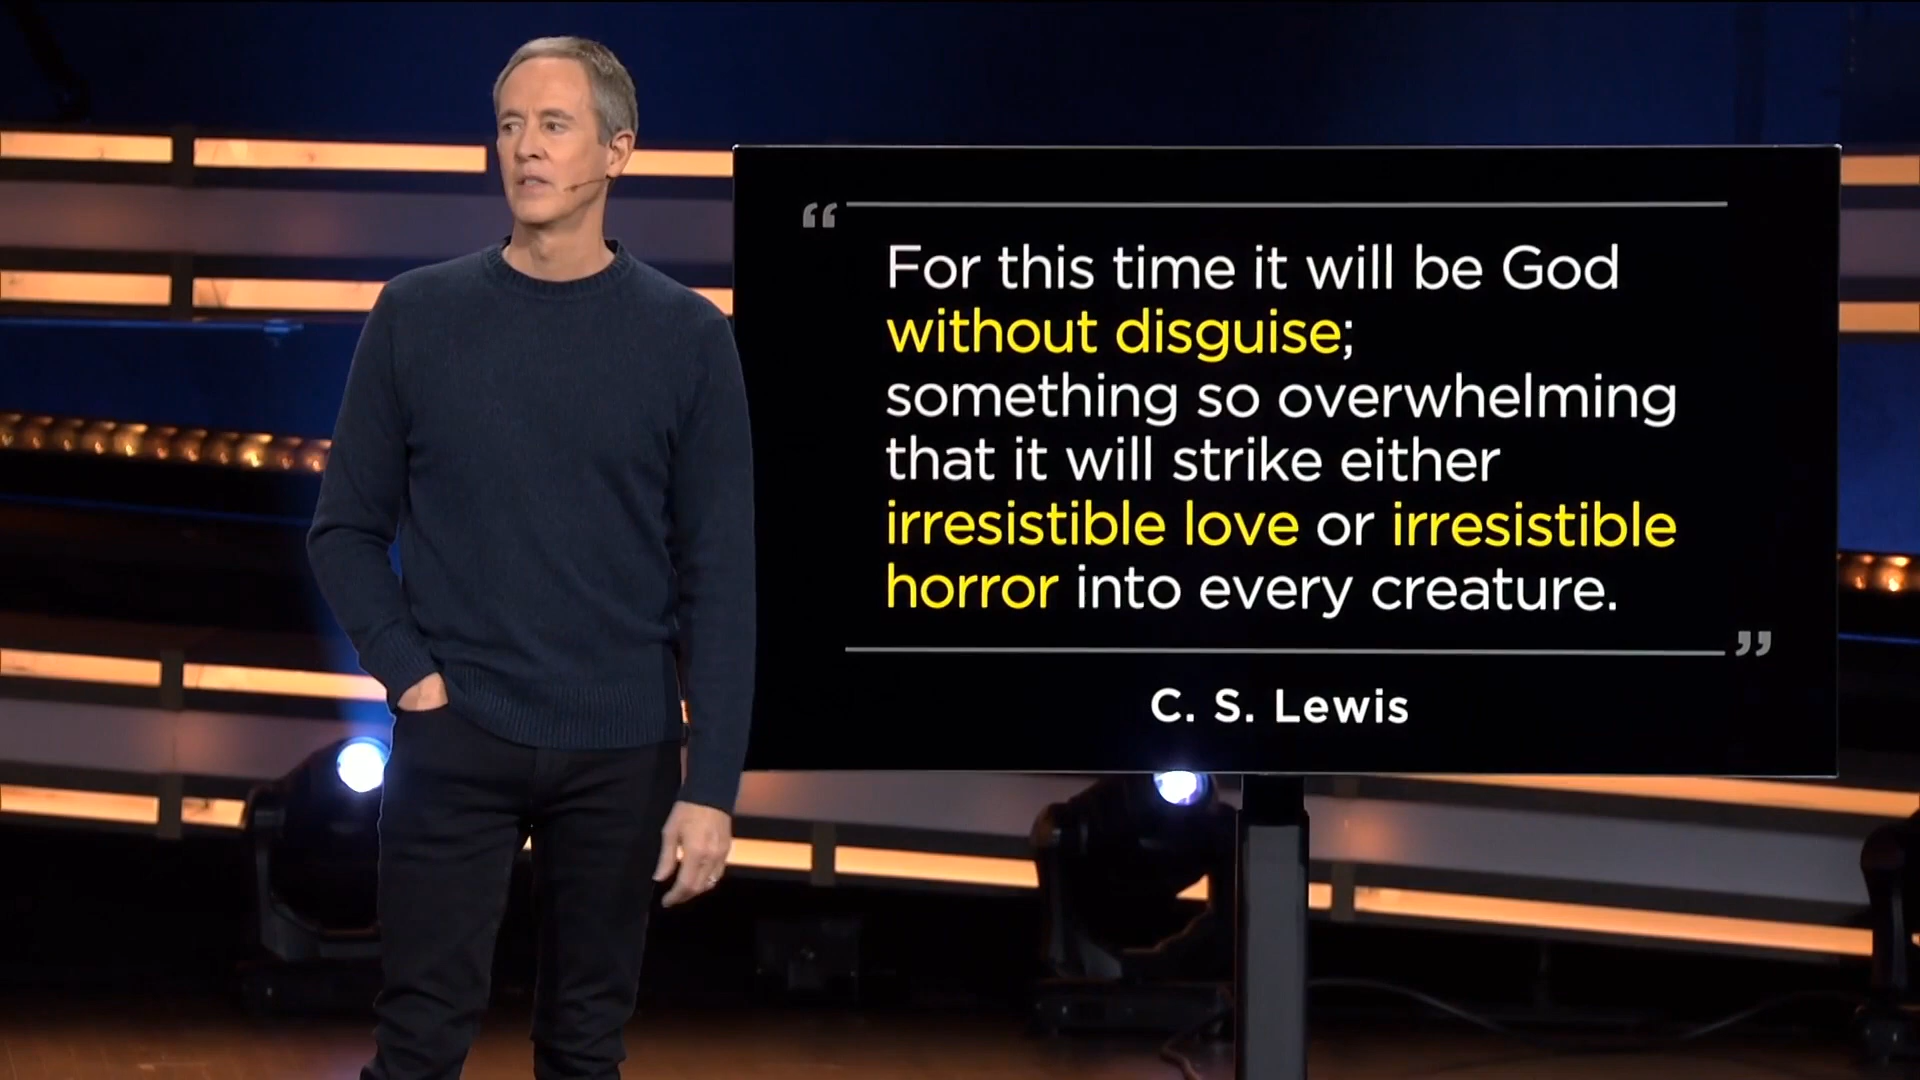 “
For this time it will be God
without disguise;
something so overwhelming
that it will strike either
irresistible love or irresistible
horror into every creature.
”
C. S. Lewis